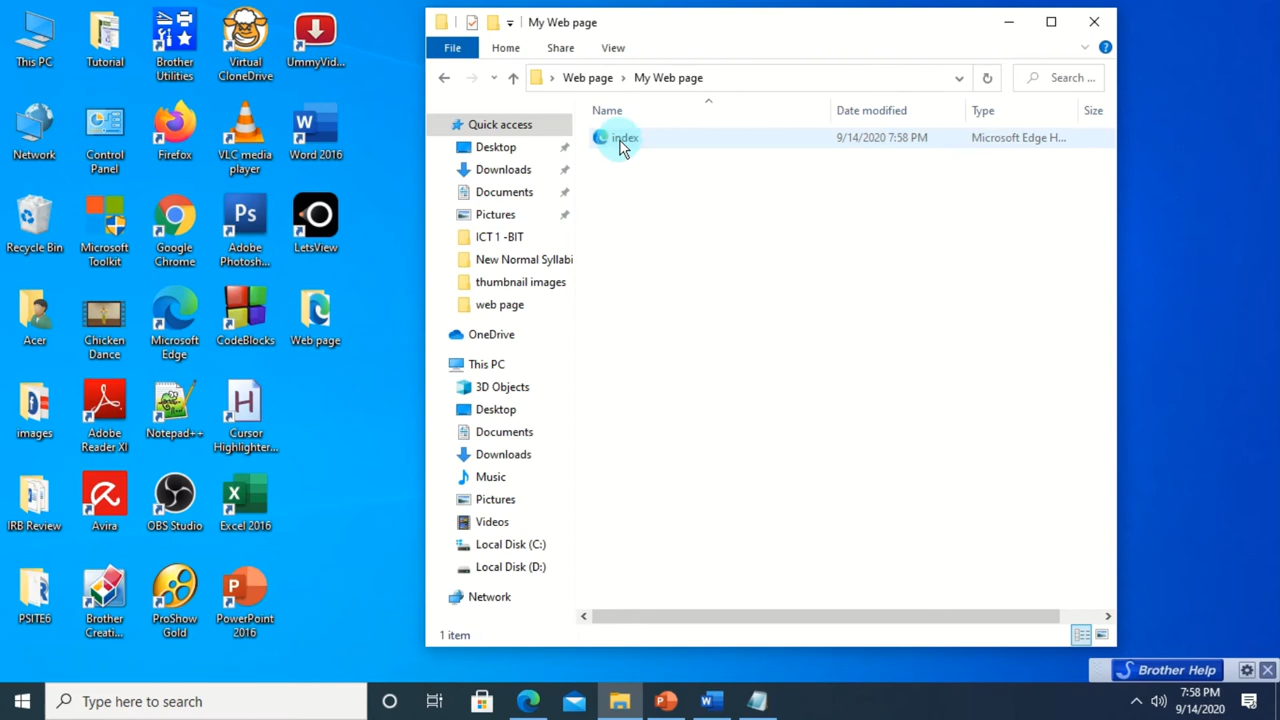 This PC
Tutorial
Brother
Utilities
Virtual
CloneDrive
UmmyVid...
Network
Control
Panel
Firefox
VLC media
player
Word 2016
Recycle Bin
Microsoft
Toolkit
Google
Chrome
Adobe
Photosh...
LetsView
Acer
Chicken
Dance
Microsoft
Edge
CodeBlocks
Web page
images
Adobe
Reader XI
Notepad++
Cursor
Highlighter...
IRB Review
Avira
OBS Studio
Excel 2016
PSITE6
Brother
Creati...
ProShow
Gold
PowerPoint
2016
My Web page
File Home Share View
Web page > My Web page
Search ...
Name Date modified Type Size
index 9/14/2020 7:58 PM Microsoft Edge H...
Quick access
Desktop
Downloads
Documents
Pictures
ICT 1 -BIT
New Normal Syllabi
thumbnail images
web page
OneDrive
This PC
3D Objects
Desktop
Documents
Downloads
Music
Pictures
Videos
Local Disk (C:)
Local Disk (D:)
Network
1 item
Brother Help
Type here to search
7:58 PM
9/14/2020